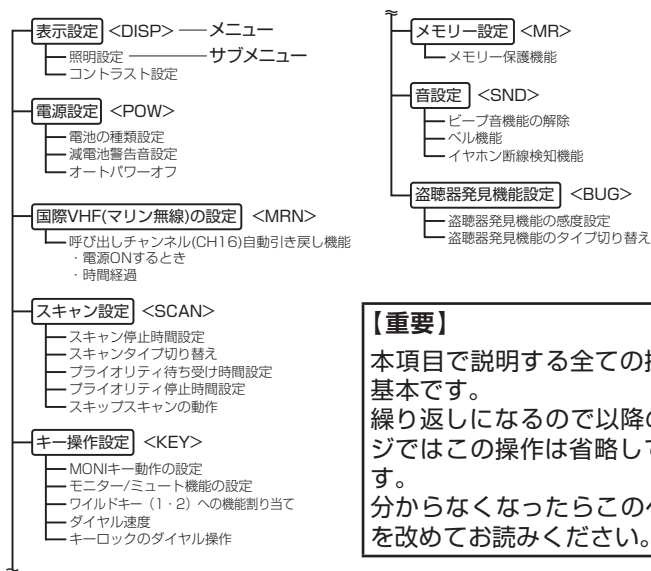 表示設定 <DISP> メニュー
照明設定 サブメニュー
コントラスト設定
電源設定 <POW>
電池の種類設定
減電池警告音設定
オートパワーオフ
国際VHF(マリン無線)の設定 <MRN>
呼び出しチャンネル(CH16)自動引き戻し機能
・電源ONするとき
・時間経過
スキャン設定 <SCAN>
スキャン停止時間設定
スキャンタイプ切り替え
プライオリティ待ち受け時間設定
プライオリティ停止時間設定
スキップスキャンの動作
キー操作設定 <KEY>
MONIキー動作の設定
モニター/ミュート機能の設定
ワイルドキー（1・2）への機能割り当て
ダイヤル速度
キーロックのダイヤル操作
メモリー設定 <MR>
メモリー保護機能
音設定 <SND>
ビープ音機能の解除
ベル機能
イヤホン断線検知機能
盗聴器発見機能設定 <BUG>
盗聴器発見機能の感度設定
盗聴器発見機能のタイプ切り替え
【重要】
本項目で説明する全ての
基本です。
繰り返しになるので以降の
ジではこの操作は省略して
す。
分からなくなったらこの
を改めてお読みください。